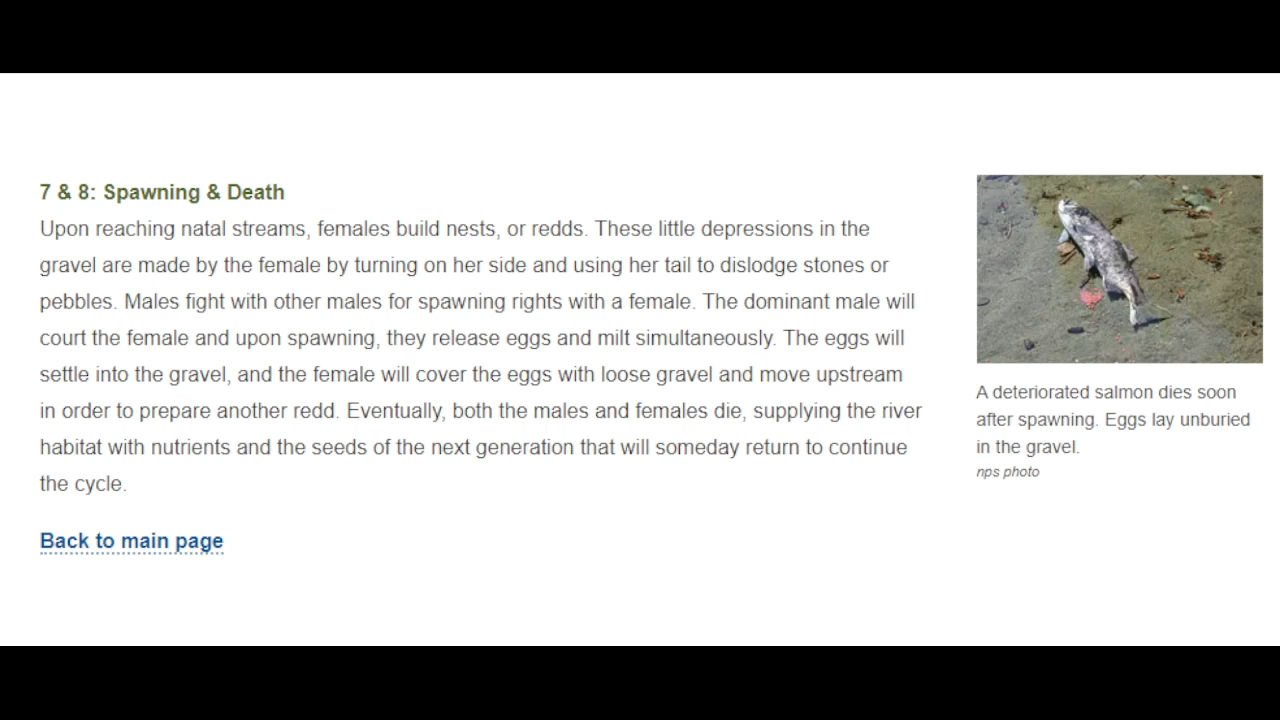 7 & 8: Spawning & Death
Upon reaching natal streams, females build nests, or redds. These little depressions in the
gravel are made by the female by turning on her side and using her tail to dislodge stones or
pebbles. Males fight with other males for spawning rights with a female. The dominant male will
court the female and upon spawning, they release eggs and milt simultaneously. The eggs will
settle into the gravel, and the female will cover the eggs with loose gravel and move upstream
in order to prepare another redd. Eventually, both the males and females die, supplying the river
habitat with nutrients and the seeds of the next generation that will someday return to continue
the cycle.
Back to main page
A deteriorated salmon dies soon
after spawning. Eggs lay unburied
in the gravel.
nps photo